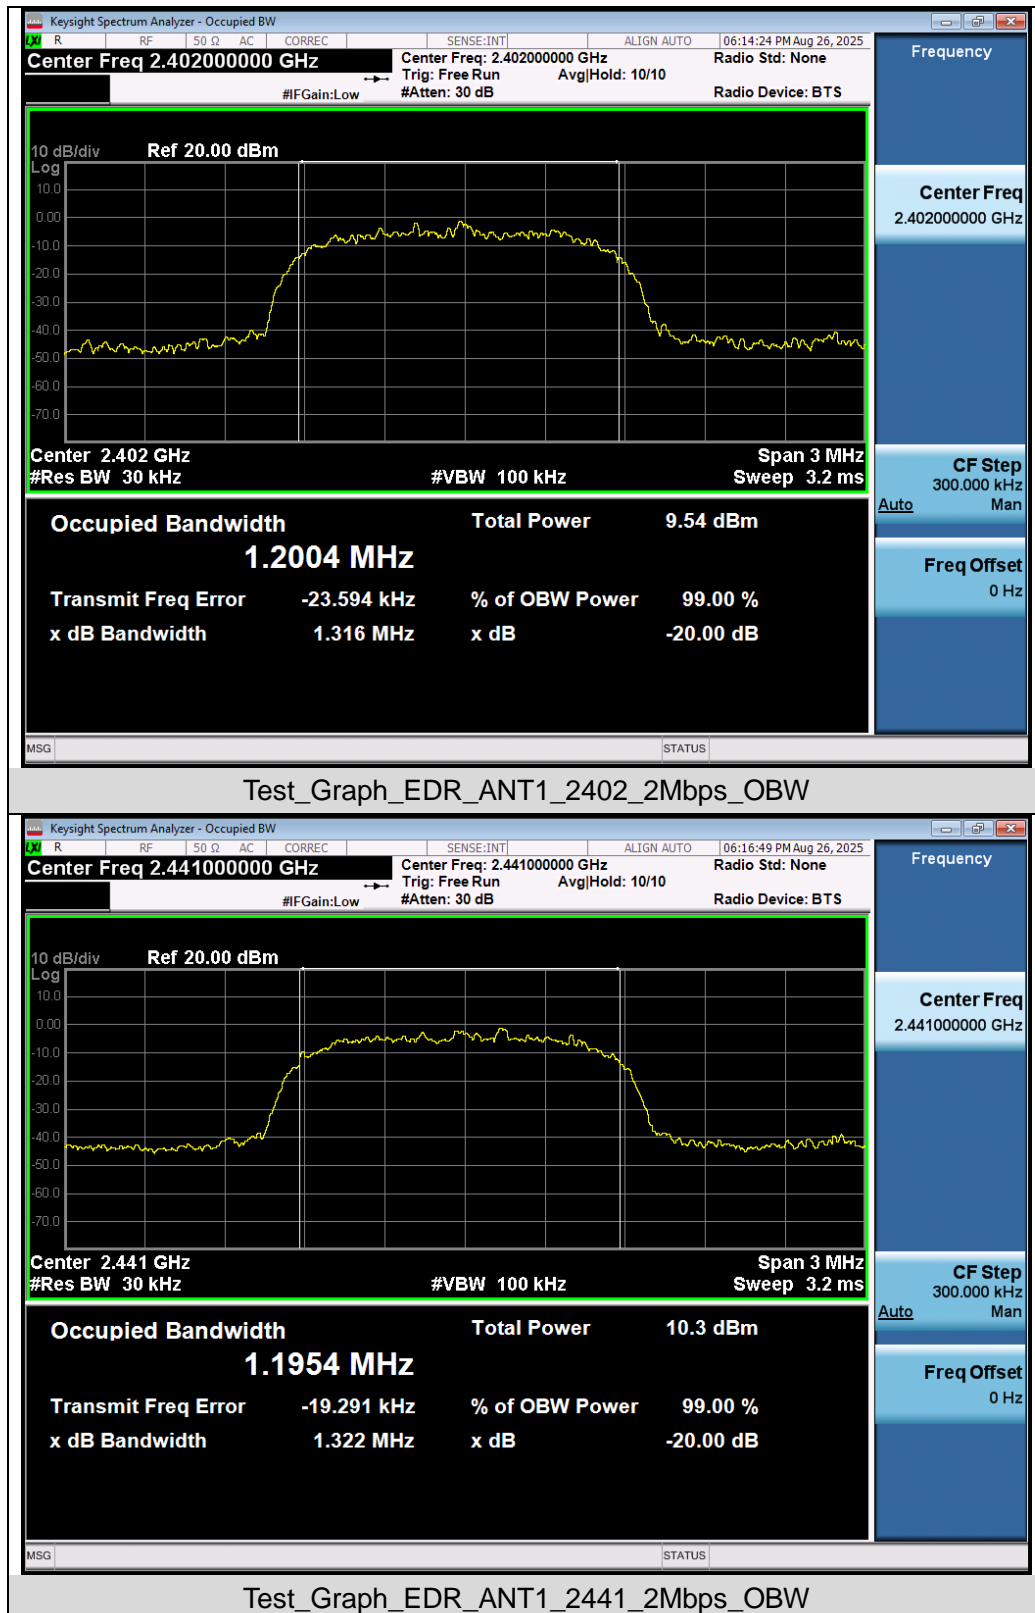 Keysight Spectrum Analyzer - Occupied BW
LXI R RF 50 Ω AC CORREC SENSE:INT ALIGN AUTO 06:14:24 PM Aug 26, 2025
Center Freq 2.402000000 GHz
Center Freq: 2.402000000 GHz
Radio Std: None
Trig: Free Run Avg|Hold: 10/10
#IFGain:Low
#Atten: 30 dB
Radio Device: BTS
Frequency
10 dB/div Ref 20.00 dBm
Log
10.0
0.00
-10.0
-20.0
-30.0
-40.0
-50.0
-60.0
-70.0
Center Freq
2.402000000 GHz
Center 2.402 GHz Span 3 MHz
#Res BW 30 kHz #VBW 100 kHz Sweep 3.2 ms
CF Step
300.000 kHz
Auto Man
Occupied Bandwidth Total Power 9.54 dBm
1.2004 MHz
Transmit Freq Error -23.594 kHz % of OBW Power 99.00 %
x dB Bandwidth 1.316 MHz x dB -20.00 dB
Freq Offset
0 Hz
MSG STATUS
Test_Graph_EDR_ANT1_2402_2Mbps_OBW
Keysight Spectrum Analyzer - Occupied BW
LXI R RF 50 Ω AC CORREC SENSE:INT ALIGN AUTO 06:16:49 PM Aug 26, 2025
Center Freq 2.441000000 GHz
Center Freq: 2.441000000 GHz
Radio Std: None
Trig: Free Run Avg|Hold: 10/10
#IFGain:Low
#Atten: 30 dB
Radio Device: BTS
Frequency
10 dB/div Ref 20.00 dBm
Log
10.0
0.00
-10.0
-20.0
-30.0
-40.0
-50.0
-60.0
-70.0
Center Freq
2.441000000 GHz
Center 2.441 GHz Span 3 MHz
#Res BW 30 kHz #VBW 100 kHz Sweep 3.2 ms
CF Step
300.000 kHz
Auto Man
Occupied Bandwidth Total Power 10.3 dBm
1.1954 MHz
Transmit Freq Error -19.291 kHz % of OBW Power 99.00 %
x dB Bandwidth 1.322 MHz x dB -20.00 dB
Freq Offset
0 Hz
MSG STATUS
Test_Graph_EDR_ANT1_2441_2Mbps_OBW